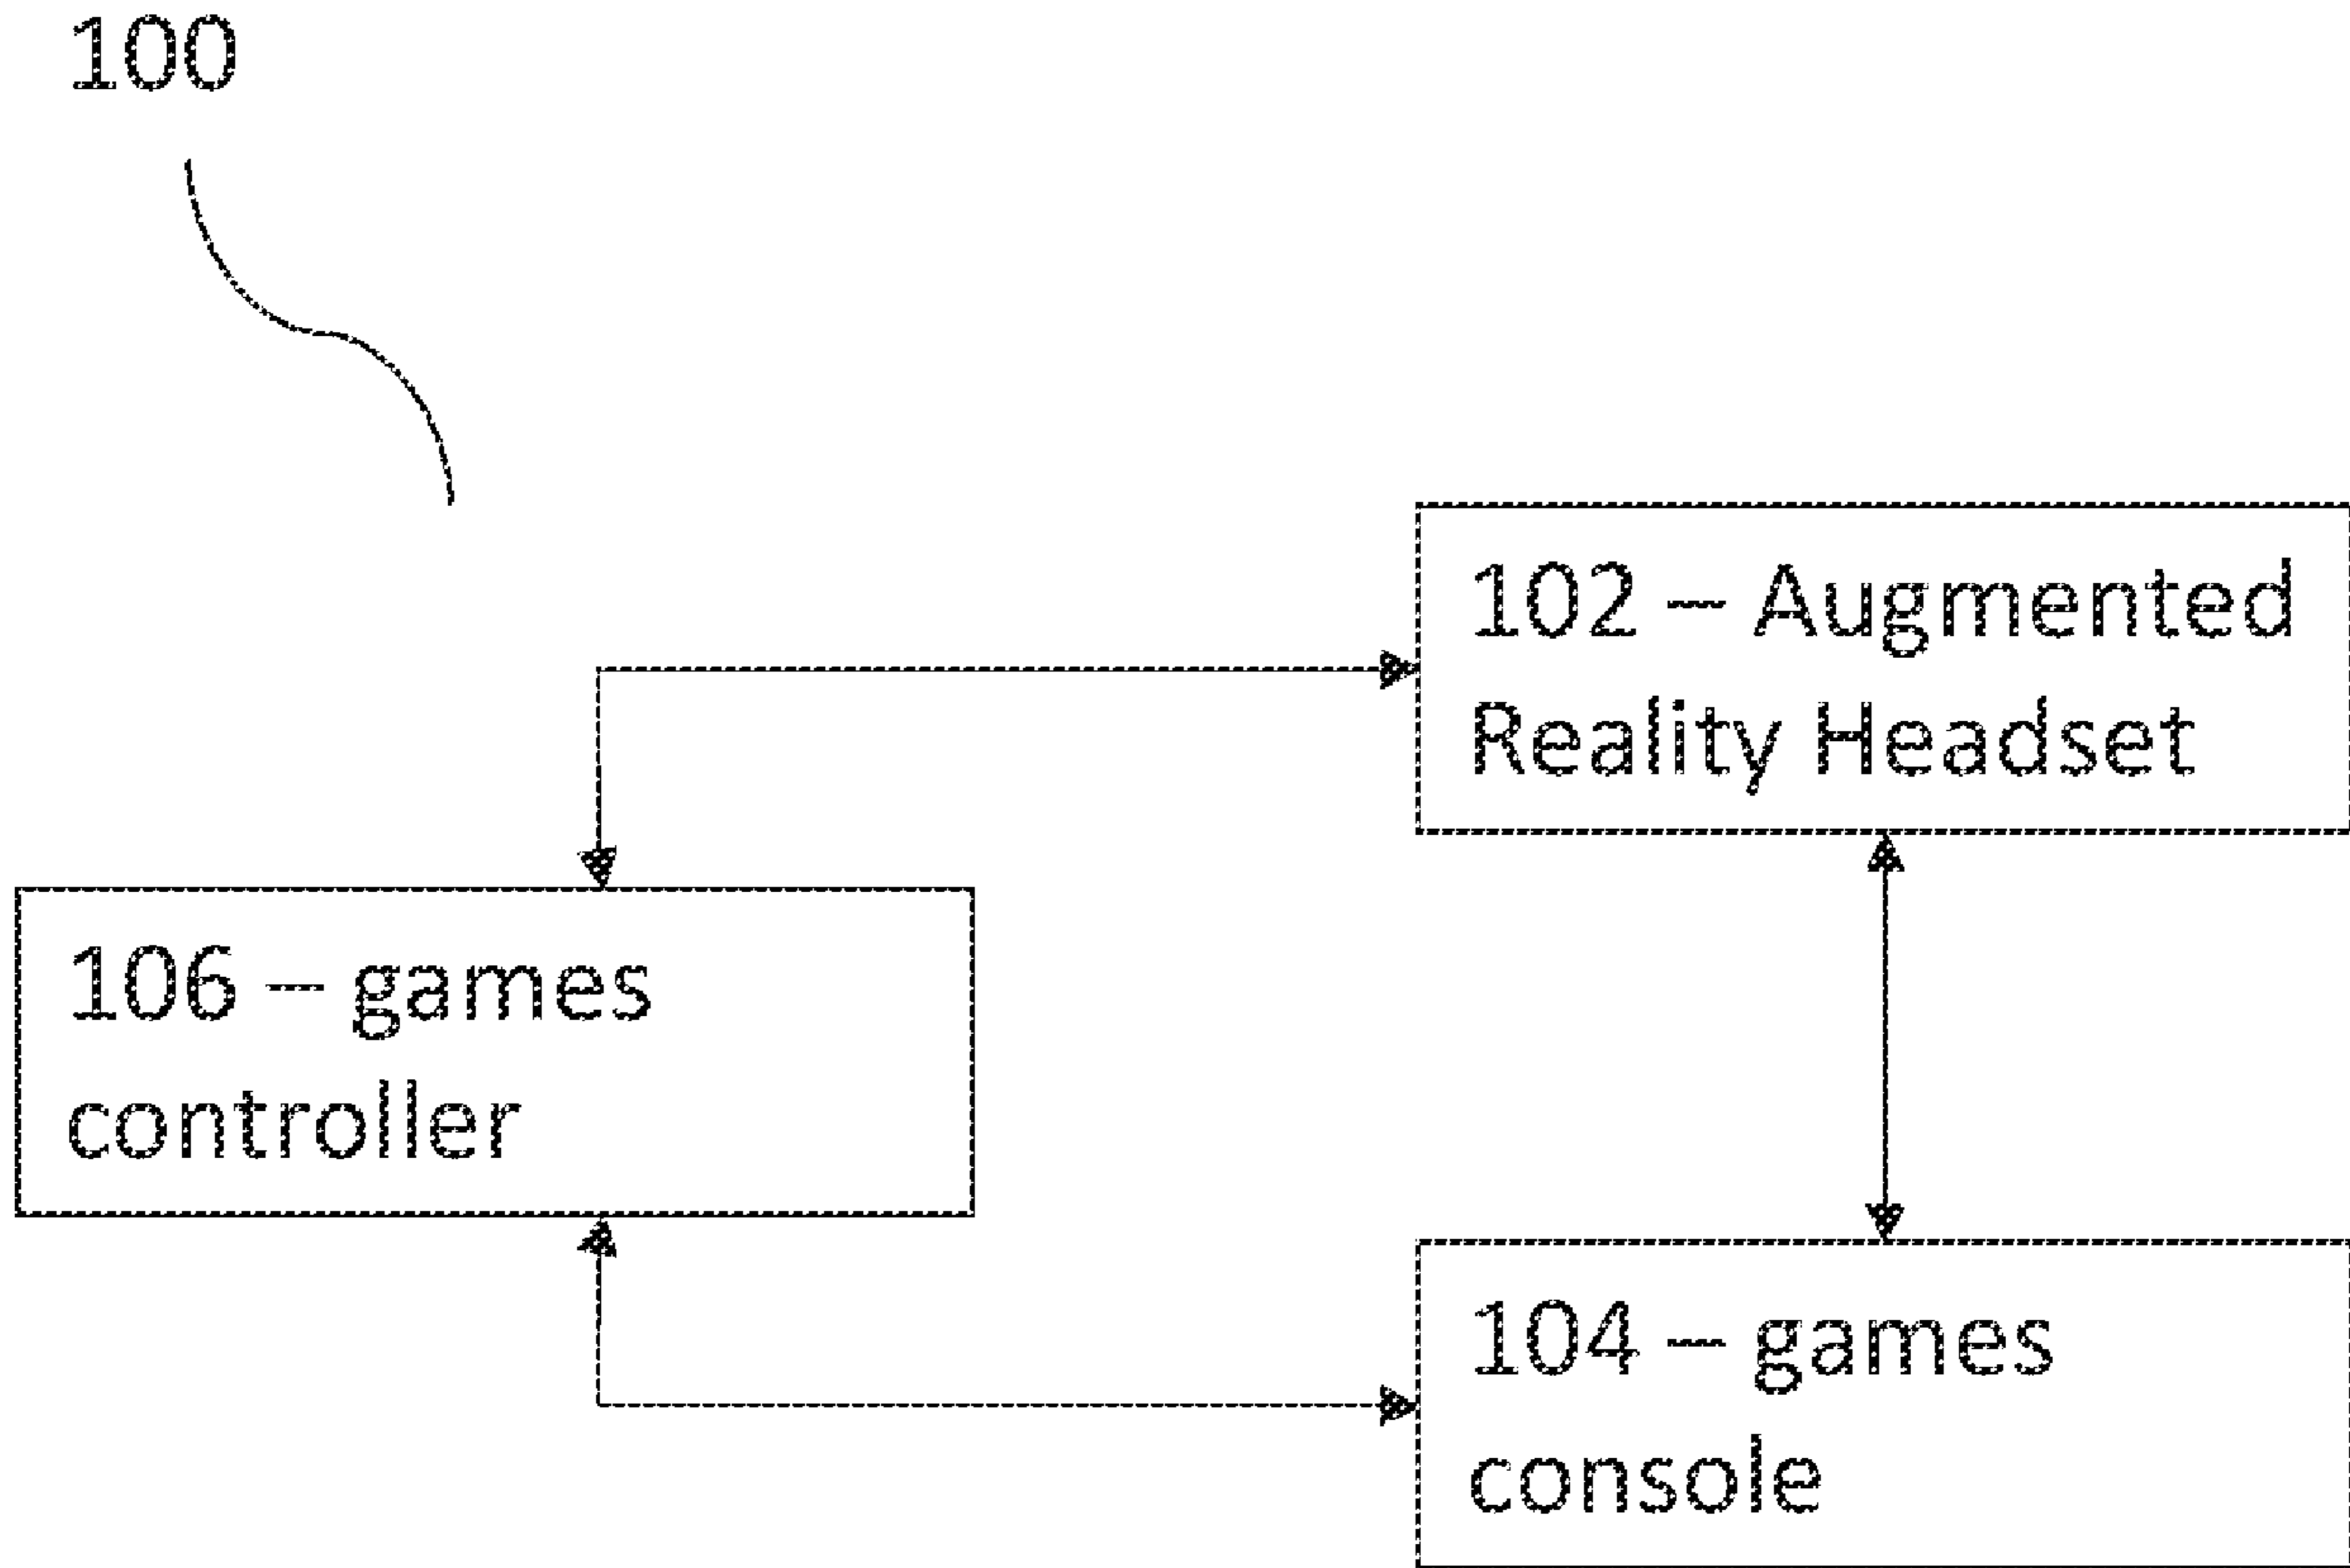 100
102 – Augmented
Reality Headset
106 – games
controller
104 – games
console